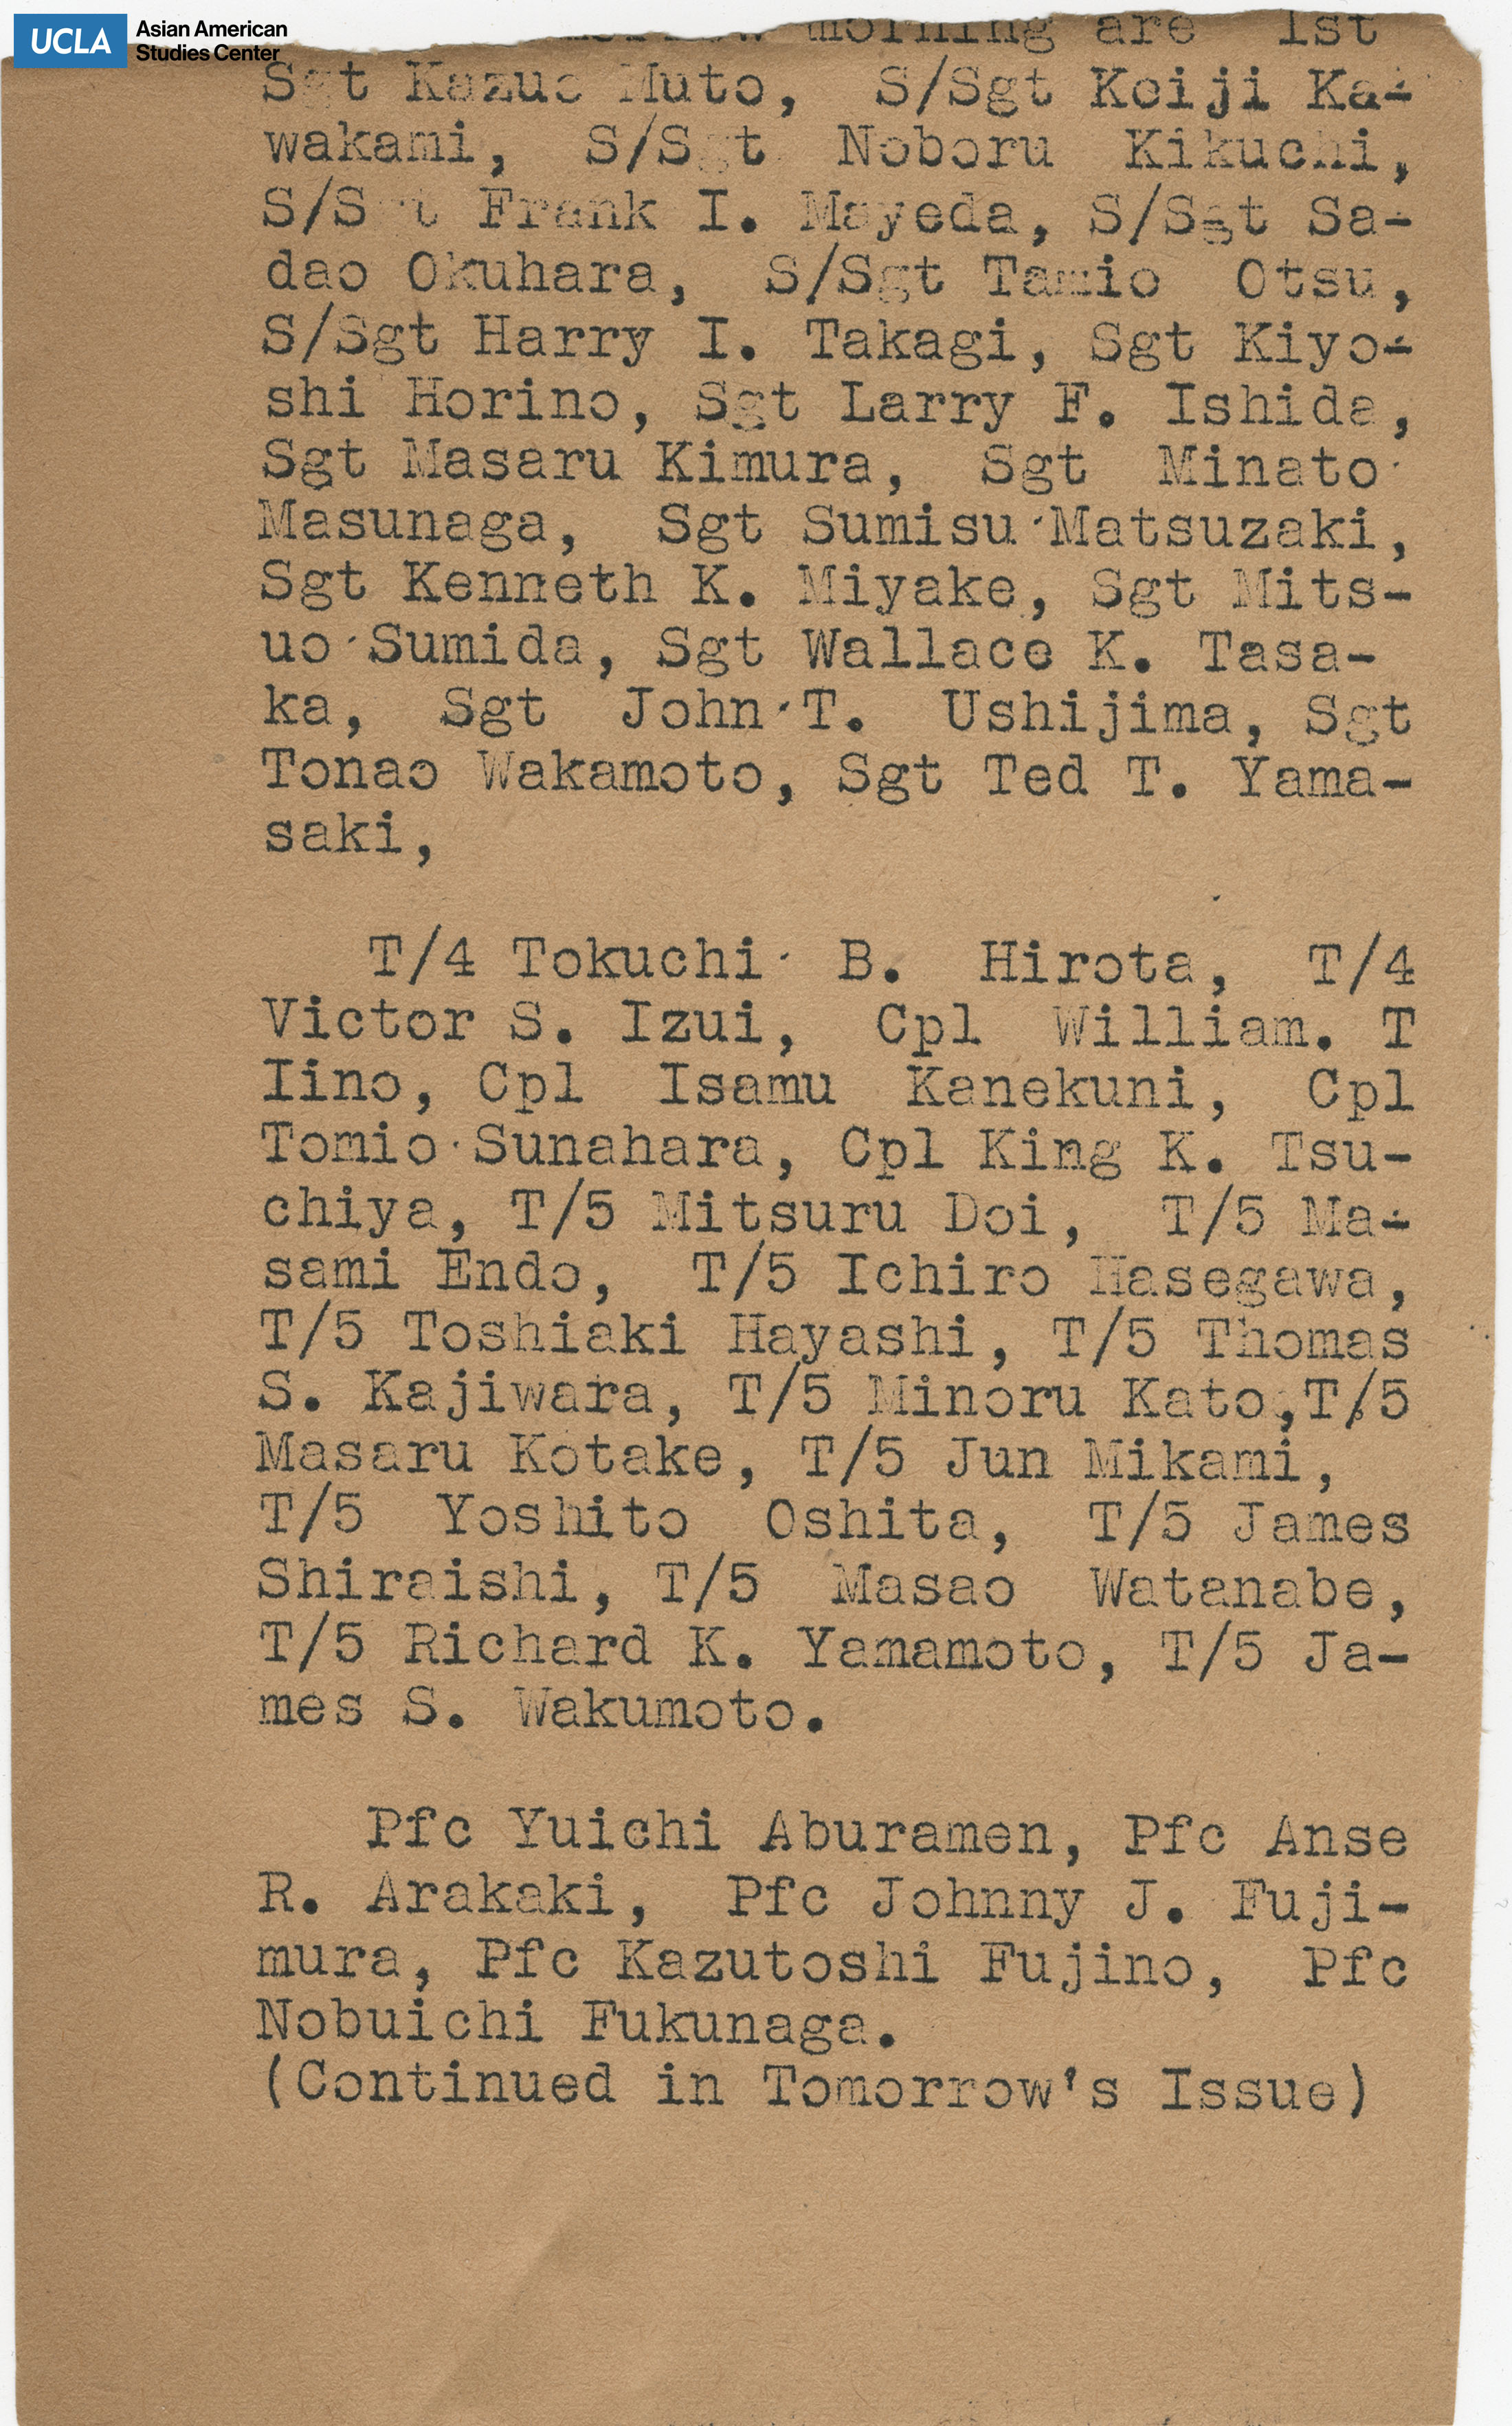 UCLA Asian American
Studies Center
morning are 1st
Sgt Kazuo Muto, S/Sgt Keiji Ka-
wakami, S/Sgt Noboru Kikuchi,
S/Sgt Frank I. Mayeda, S/Sgt Sa-
dao Okuhara, S/Sgt Tamio Otsu,
S/Sgt Harry I. Takagi, Sgt Kiyo-
shi Horino, Sgt Larry F. Ishida,
Sgt Masaru Kimura, Sgt Minato
Masunaga, Sgt Sumisu Matsuzaki,
Sgt Kenneth K. Miyake, Sgt Mits-
uo Sumida, Sgt Wallace K. Tasa-
ka, Sgt John T. Ushijima, Sgt
Tonao Wakamoto, Sgt Ted T. Yama-
saki,
T/4 Tokuchi B. Hirota, T/4
Victor S. Izui, Cpl William. T
Iino, Cpl Isamu Kanekuni, Cpl
Tomio Sunahara, Cpl King K. Tsu-
chiya, T/5 Mitsuru Doi, T/5 Ma-
sami Endo, T/5 Ichiro Hasegawa,
T/5 Toshiaki Hayashi, T/5 Thomas
S. Kajiwara, T/5 Minoru Kato,T/5
Masaru Kotake, T/5 Jun Mikami,
T/5 Yoshito Oshita, T/5 James
Shiraishi, T/5 Masao Watanabe,
T/5 Richard K. Yamamoto, T/5 Ja-
mes S. Wakumoto.
Pfc Yuichi Aburamen, Pfc Anse
R. Arakaki, Pfc Johnny J. Fuji-
mura, Pfc Kazutoshi Fujino, Pfc
Nobuichi Fukunaga.
(Continued in Tomorrow's Issue)